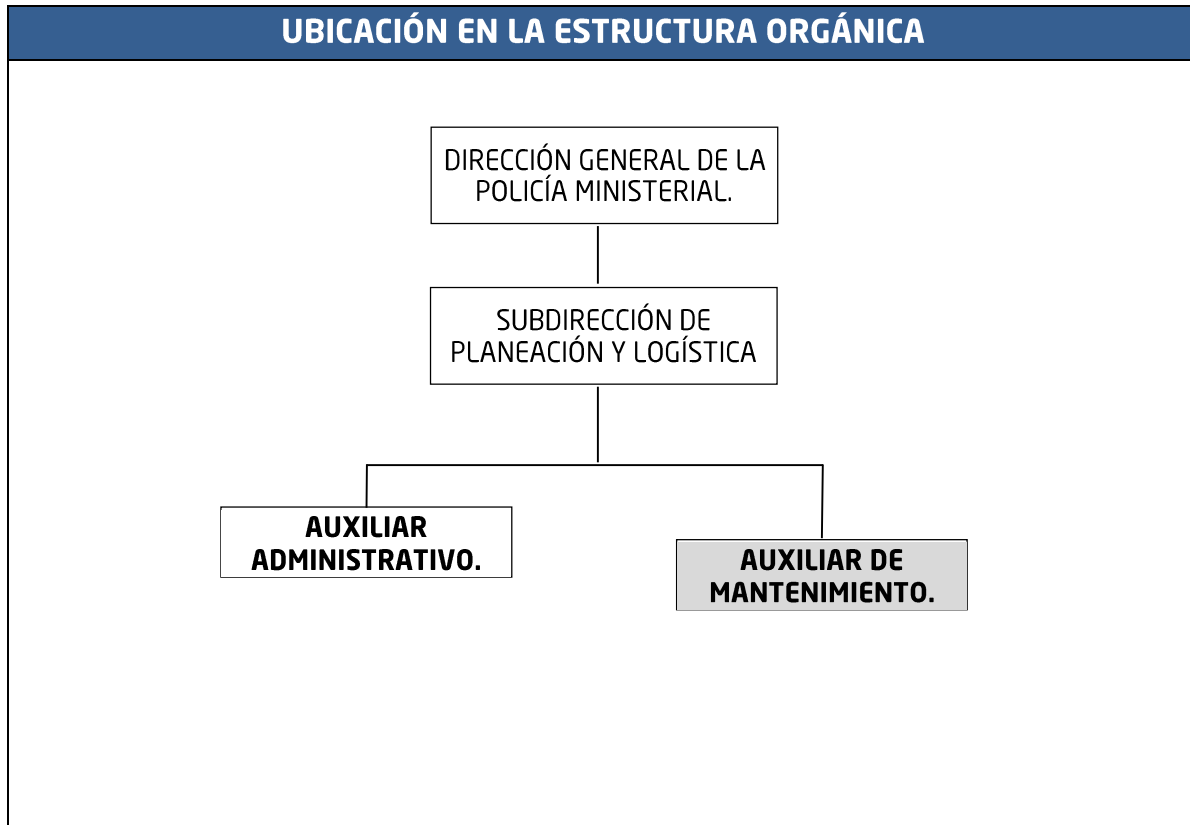 UBICACIÓN EN LA ESTRUCTURA ORGÁNICA
DIRECCIÓN GENERAL DE LA
POLICÍA MINISTERIAL.
SUBDIRECCIÓN DE
PLANEACIÓN Y LOGÍSTICA
AUXILIAR
ADMINISTRATIVO.
AUXILIAR DE
MANTENIMIENTO.